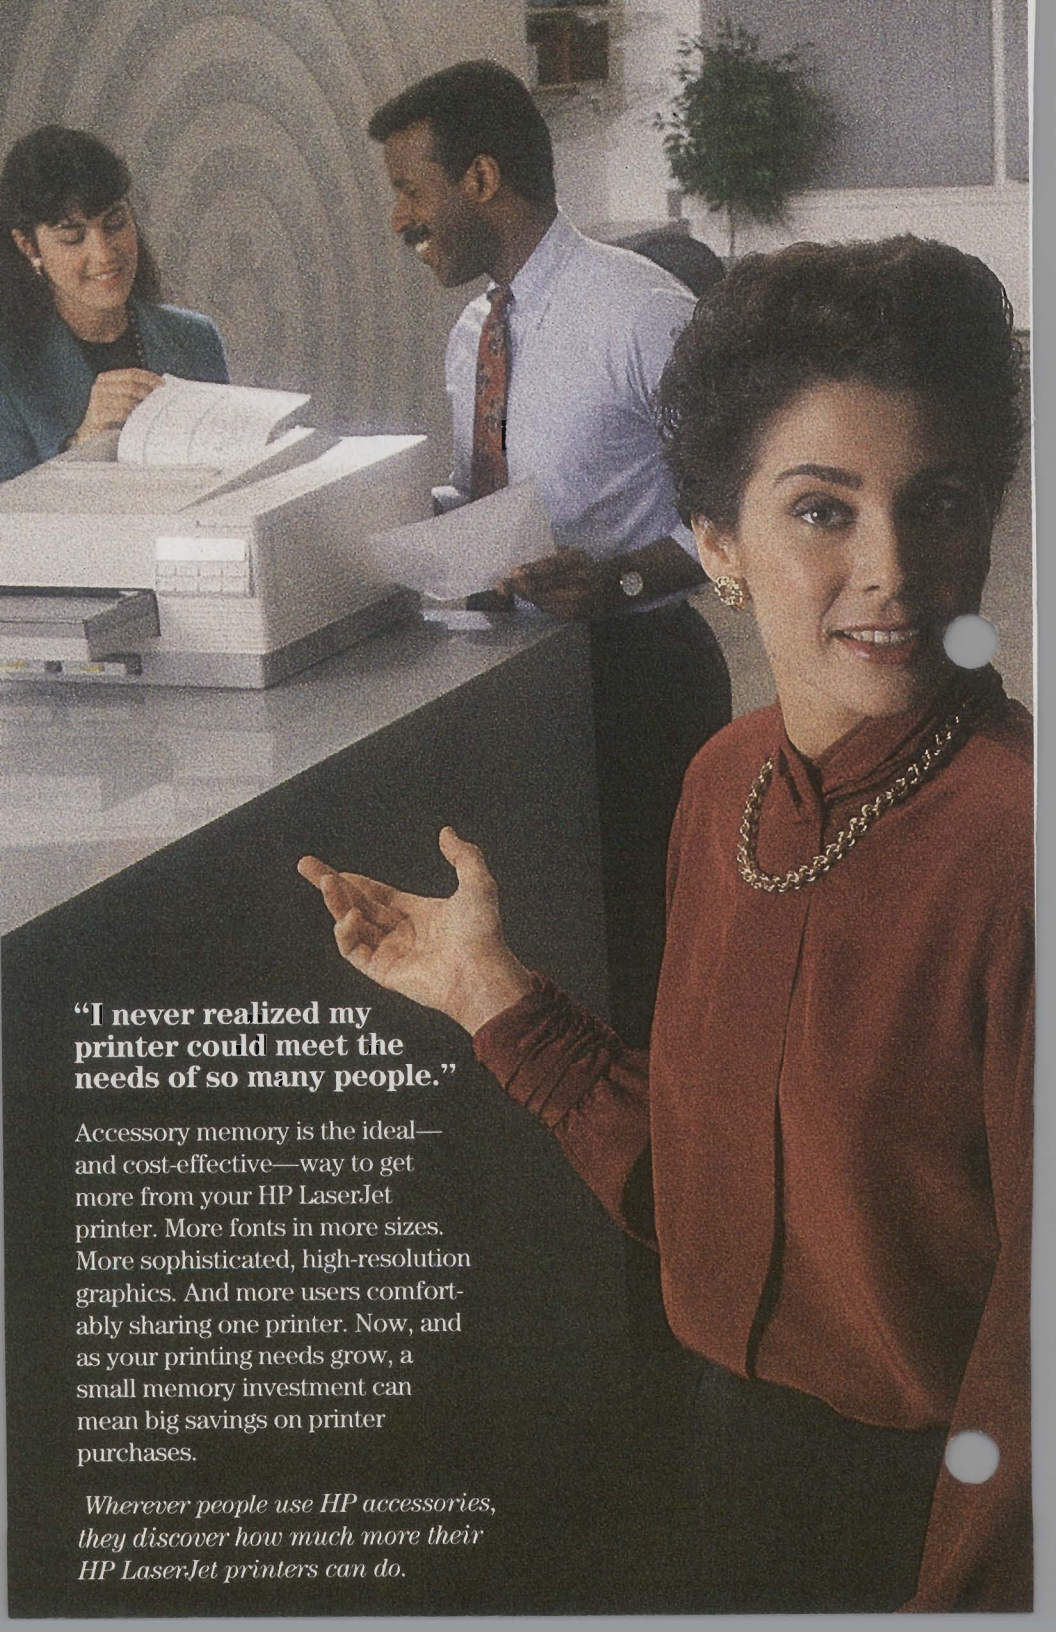 “I never realized my
printer could meet the
needs of so many people.”
Accessory memory is the ideal—
and cost-effective—way to get
more from your HP LaserJet
printer. More fonts in more sizes.
More sophisticated, high-resolution
graphics. And more users comfort-
ably sharing one printer. Now, and
as your printing needs grow, a
small memory investment can
mean big savings on printer
purchases.
Wherever people use HP accessories,
they discover how much more their
HP LaserJet printers can do.